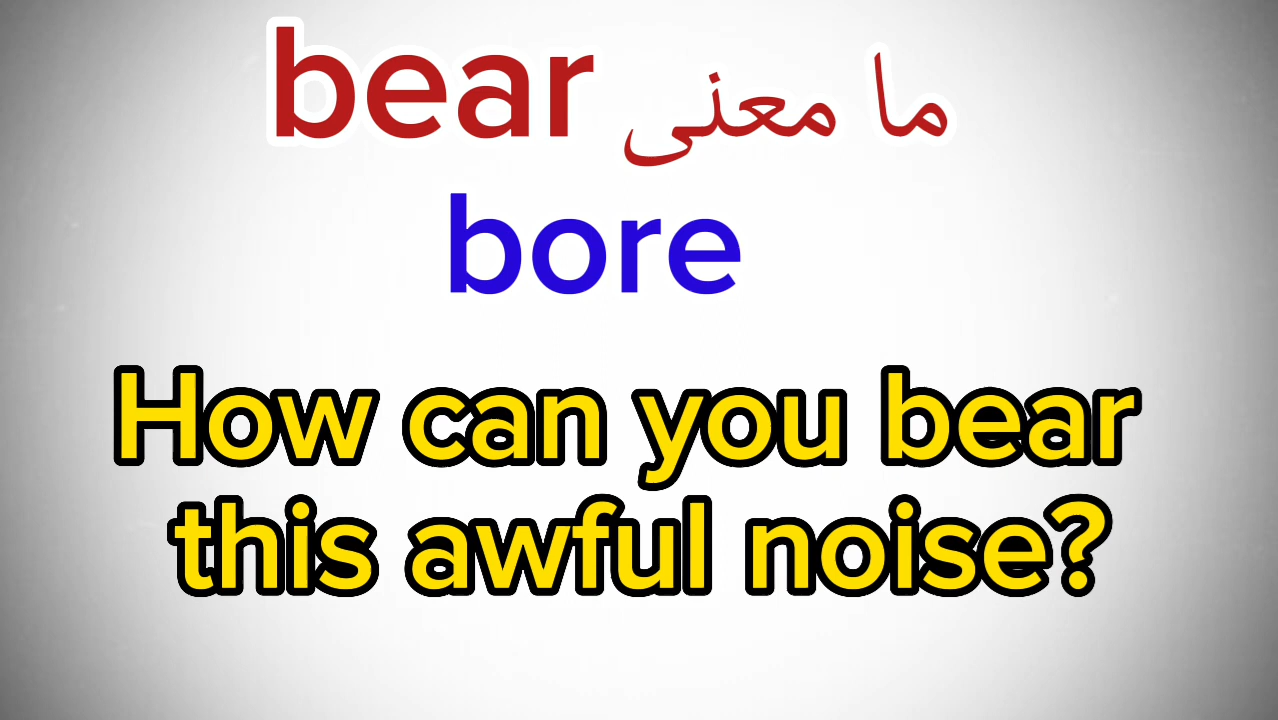 ما معنى bear
bore
How can you bear
this awful noise?